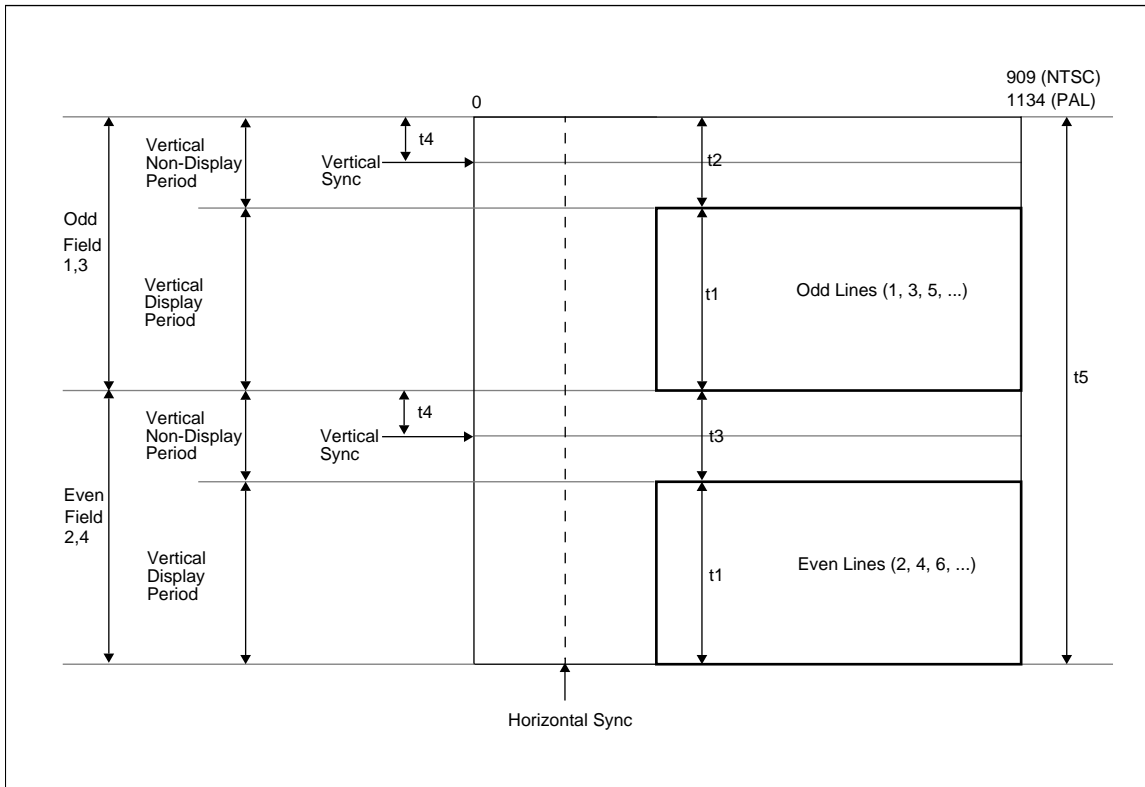 909 (NTSC)
1134 (PAL)
0
Vertical
Non-Display
Period
t4
Vertical
Sync
t2
Odd
Field
1,3
Vertical
Display
Period
t1
Odd Lines (1, 3, 5, ...)
t5
Vertical
Non-Display
Period
t4
Vertical
Sync
t3
Even
Field
2,4
Vertical
Display
Period
t1
Even Lines (2, 4, 6, ...)
Horizontal Sync